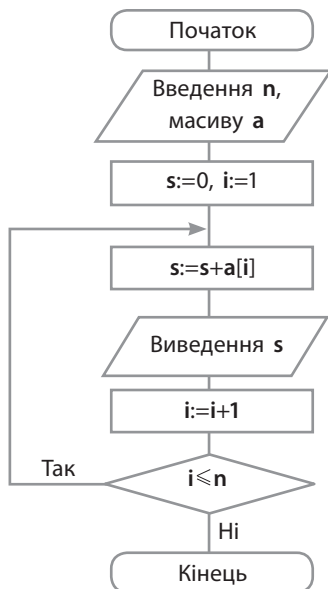 Початок
Введення n,
масиву a
s:=0, i:=1
s:=s+a[i]
Виведення s
i:=i+1
Так
i⩽n
Ні
Кінець